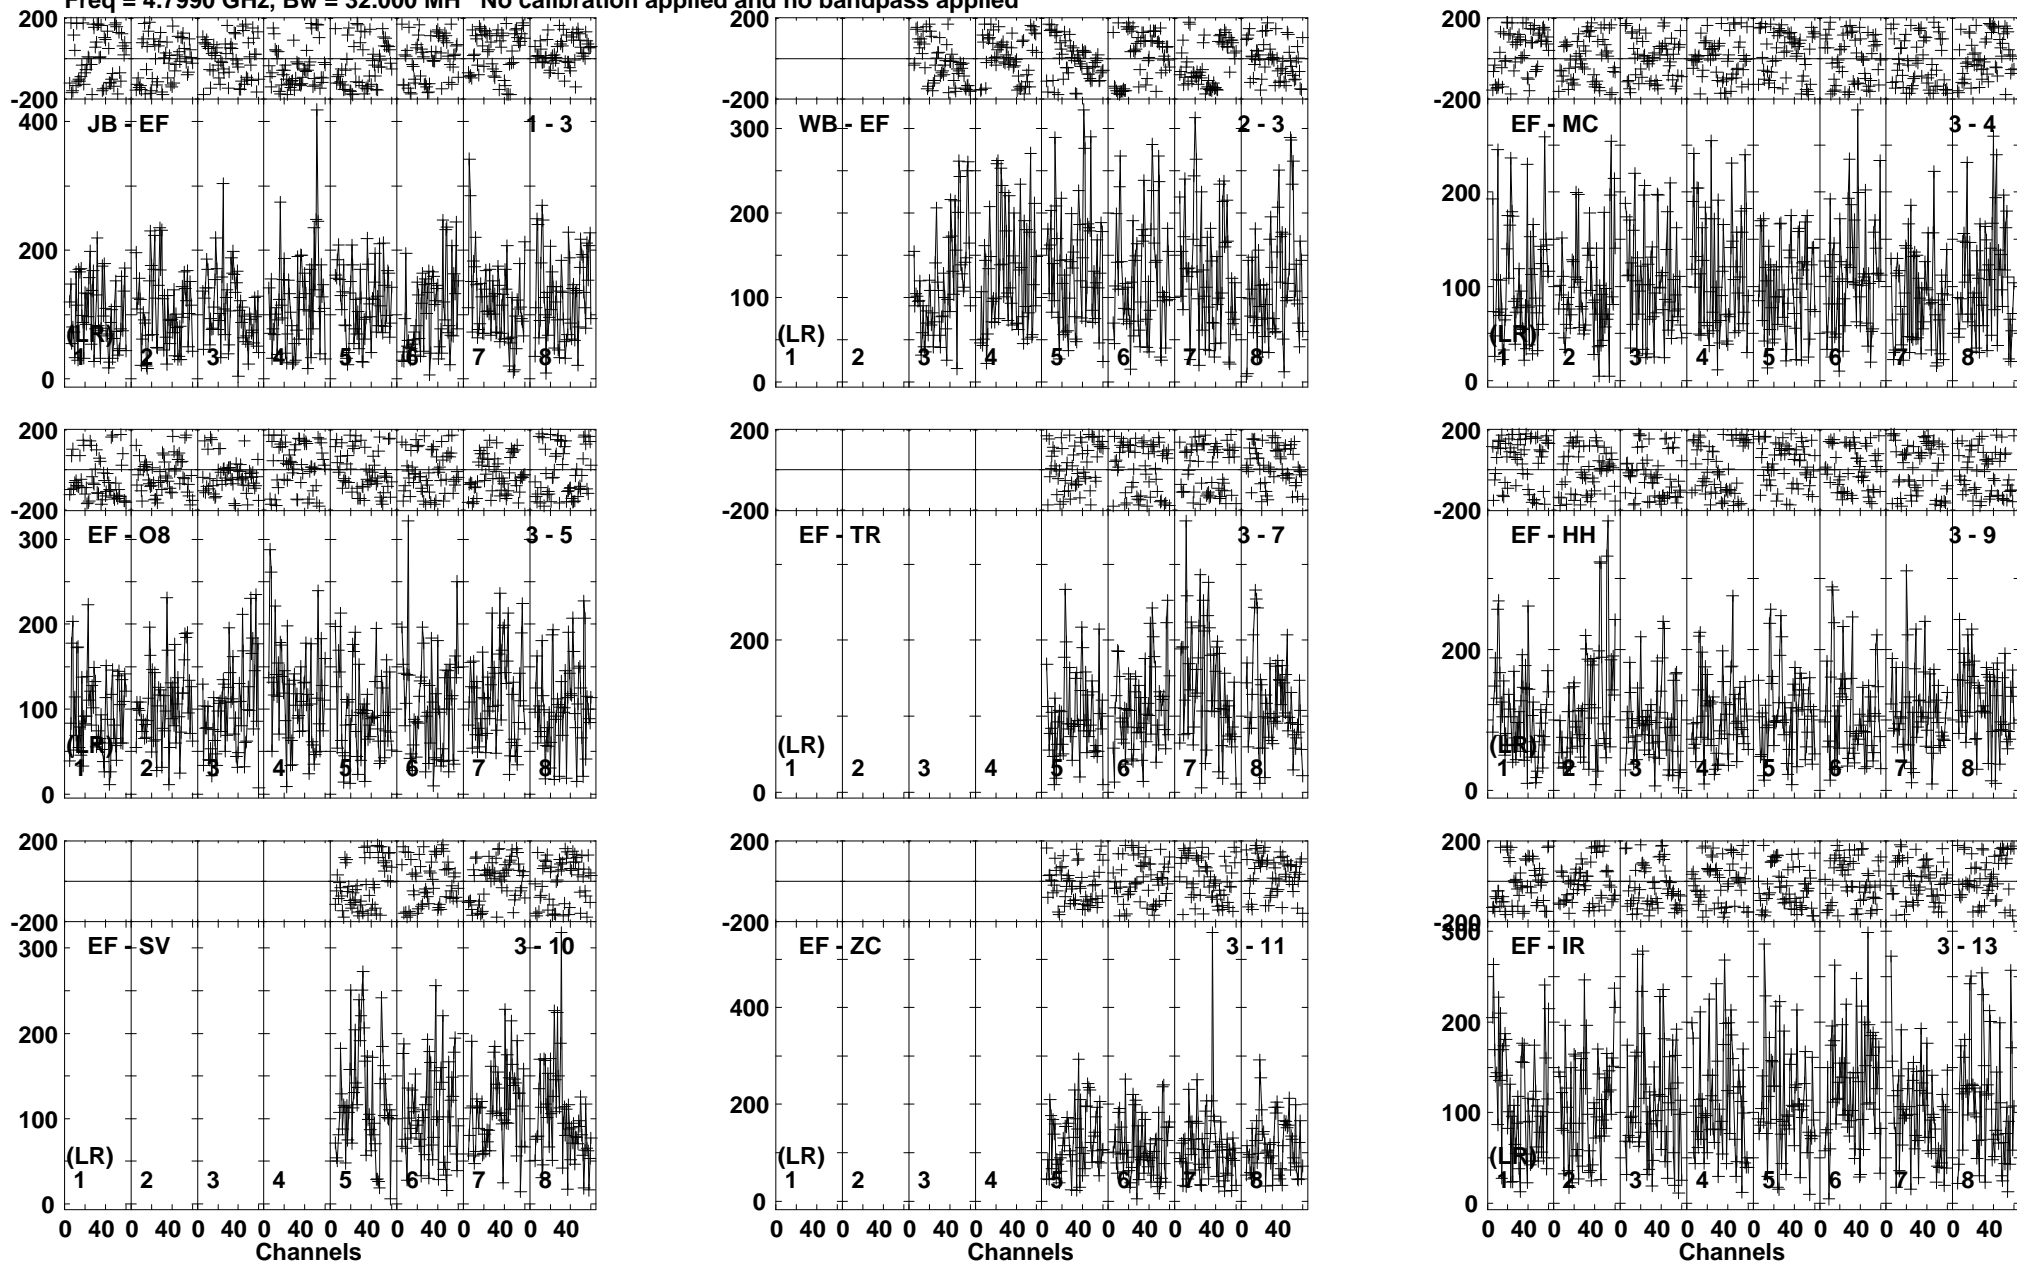 Freq = 4.7990 GHz, Bw = 32.000 MH No calibration applied and no bandpass applied
200 200 200
-200 -200 -200
400 JB - EF 1 - 3 WB - EF 2 - 3 EF - MC 3 - 4
300
200 200 200
100 100
(LR) (LR) (LR)
1 2 3 4 5 6 7 8 1 2 3 4 5 6 7 8 1 2 3 4 5 6 7 8
0 0 0
200 200 200
-200 -200 -200
300 EF - O8 3 - 5 EF - TR 3 - 7 EF - HH 3 - 9
200 200 200
100
(LR) (LR) (LR)
1 2 3 4 5 6 7 8 1 2 3 4 5 6 7 8 1 2 3 4 5 6 7 8
0 0 0
200 200 200
-200 -200 -200
300 EF - SV 3 - 10 EF - ZC 3 - 11 300 EF - IR 3 - 13
400
200 200 200
100 100
(LR) (LR) (LR)
1 2 3 4 5 6 7 8 1 2 3 4 5 6 7 8 1 2 3 4 5 6 7 8
0 0 0
0 40 0 40 0 40 0 40 0 40 0 40 0 40 0 40 0 40 0 40 0 40 0 40 0 40 0 40 0 40 0 40 0 40 0 40 0 40 0 40 0 40 0 40 0 40 0 40
Channels Channels Channels